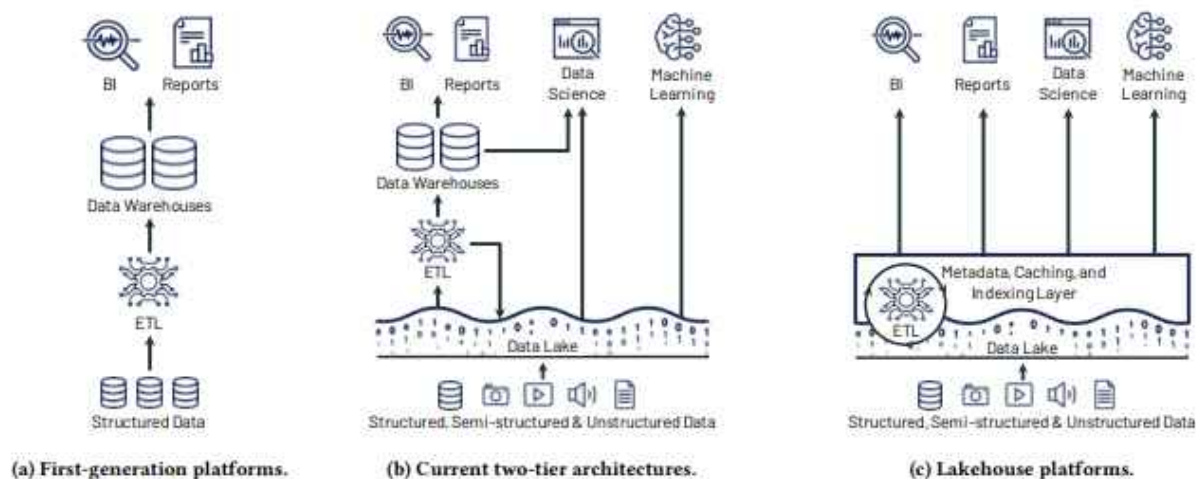 BI
Reports
Data Warehouses
ETL
Structured Data
(a) First-generation platforms.
BI
Reports
Data
Science
Machine
Learning
Data Warehouses
ETL
Data Lake
Structured, Semi-structured & Unstructured Data
(b) Current two-tier architectures.
BI
Reports
Data
Science
Machine
Learning
Metadata, Caching, and
Indexing Layer
ETL
Data Lake
Structured, Semi-structured & Unstructured Data
(c) Lakehouse platforms.